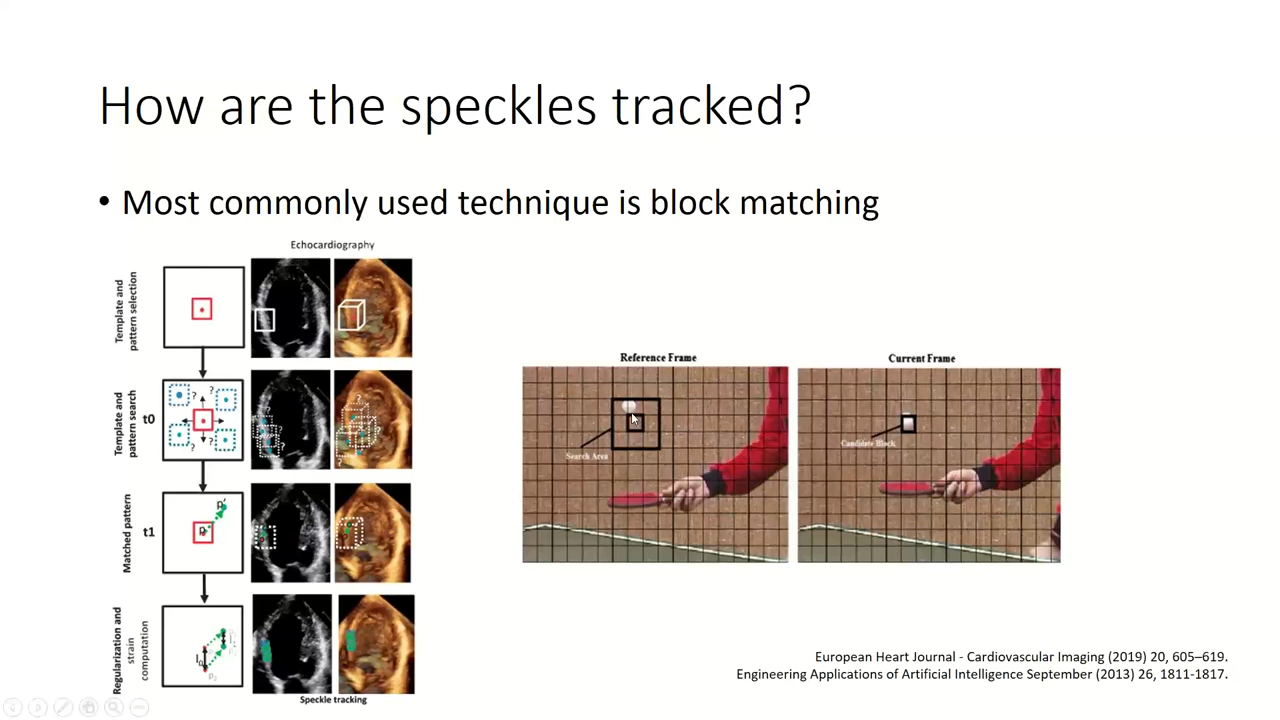 How are the speckles tracked?
• Most commonly used technique is block matching
Echocardiography
Template and
pattern selection
Template and
pattern search
t0
? ?
? ?
Matched pattern
t1
p p'
Regularization and
strain
computation
Speckle tracking
Reference Frame
Search Area
Current Frame
Candidate Block
European Heart Journal - Cardiovascular Imaging (2019) 20, 605–619.
Engineering Applications of Artificial Intelligence September (2013) 26, 1811-1817.